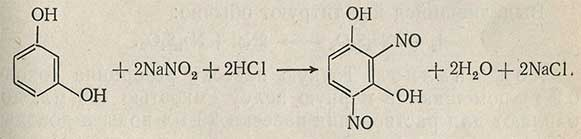 OH
OH
+ 2NaNO₂ + 2HCl ⟶
OH
NO
OH
NO
+ 2H₂O + 2NaCl.